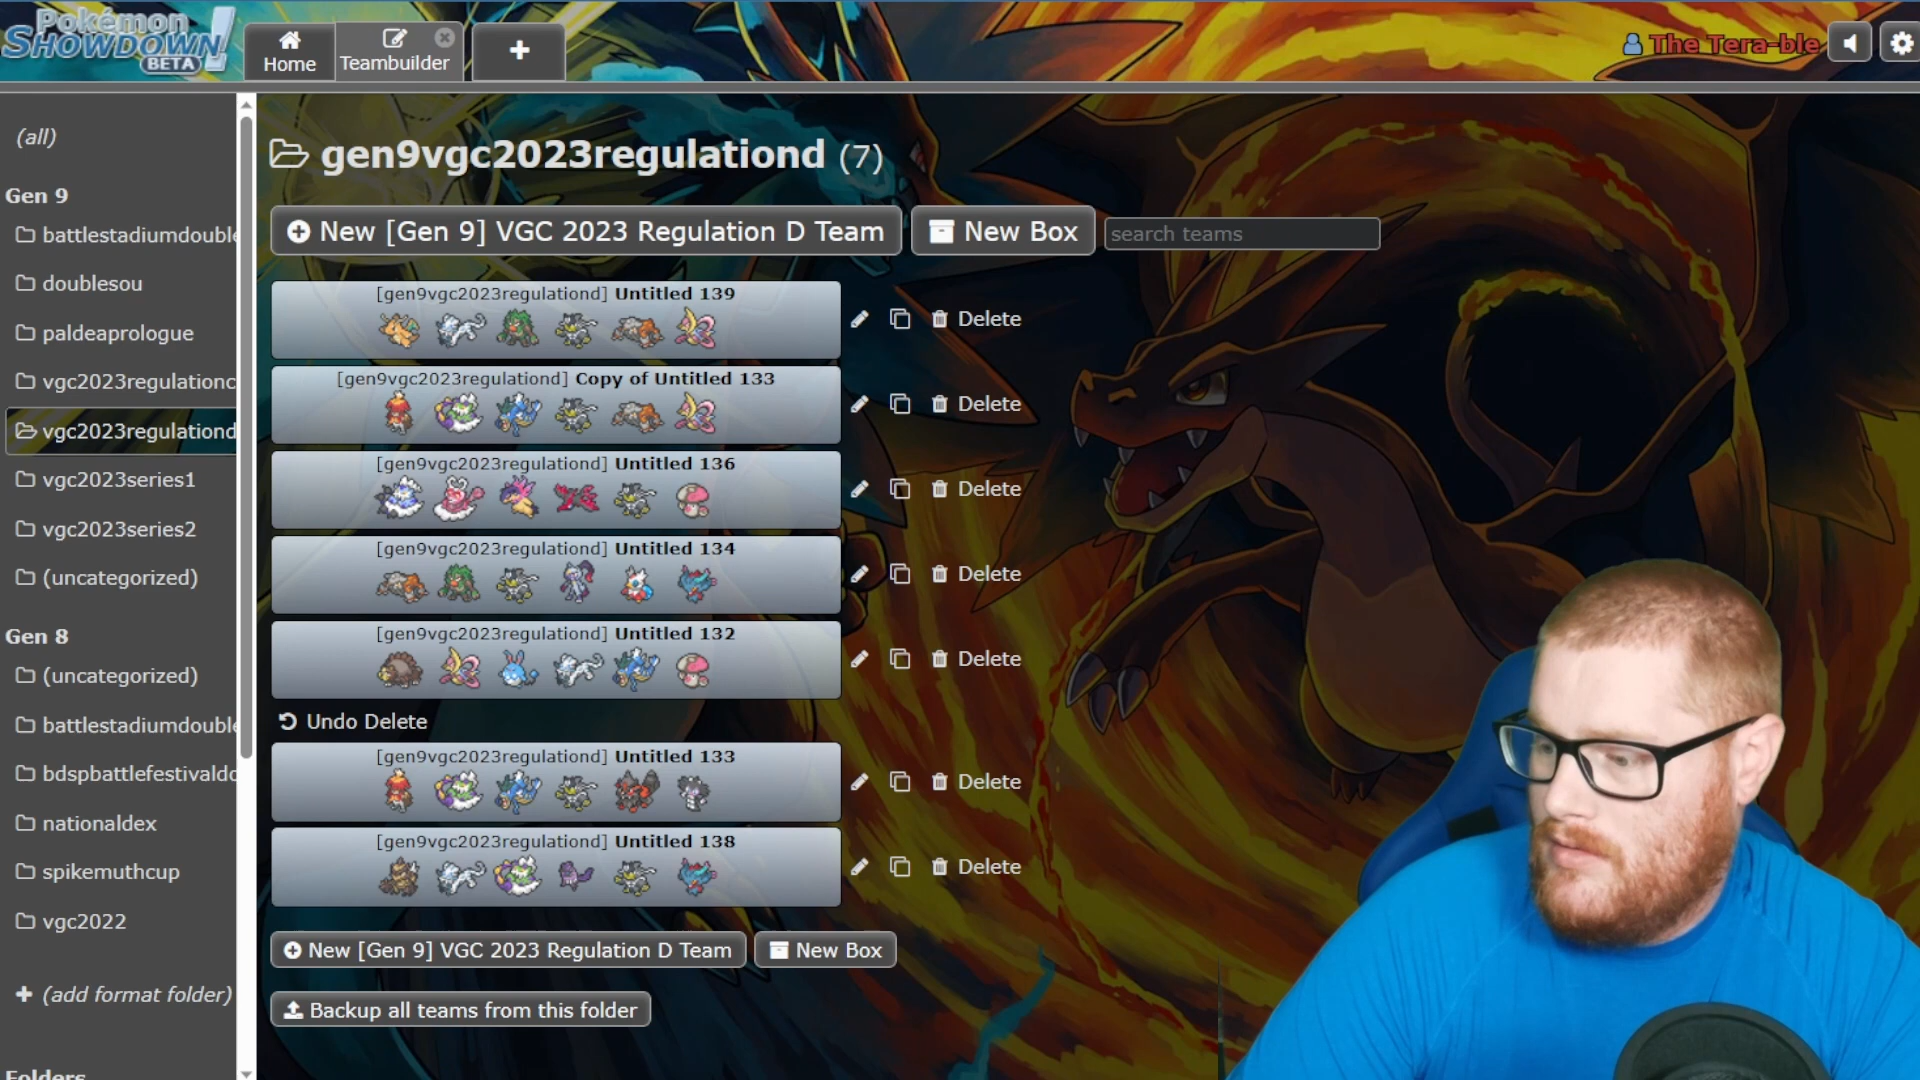 Pokémon
SHOWDOWN!
BETA
Home
Teambuilder
The Tera-ble
(all)
Gen 9
battlestadiumdouble
doublesou
paldeaprologue
vgc2023regulationc
vgc2023regulationd
vgc2023series1
vgc2023series2
(uncategorized)
Gen 8
(uncategorized)
battlestadiumdouble
bdspbattlefestivaldo
nationaldex
spikemuthcup
vgc2022
(add format folder)
Folders
gen9vgc2023regulationd (7)
New [Gen 9] VGC 2023 Regulation D Team
New Box
search teams
[gen9vgc2023regulationd] Untitled 139
Delete
[gen9vgc2023regulationd] Copy of Untitled 133
Delete
[gen9vgc2023regulationd] Untitled 136
Delete
[gen9vgc2023regulationd] Untitled 134
Delete
[gen9vgc2023regulationd] Untitled 132
Delete
Undo Delete
[gen9vgc2023regulationd] Untitled 133
Delete
[gen9vgc2023regulationd] Untitled 138
Delete
New [Gen 9] VGC 2023 Regulation D Team
New Box
Backup all teams from this folder